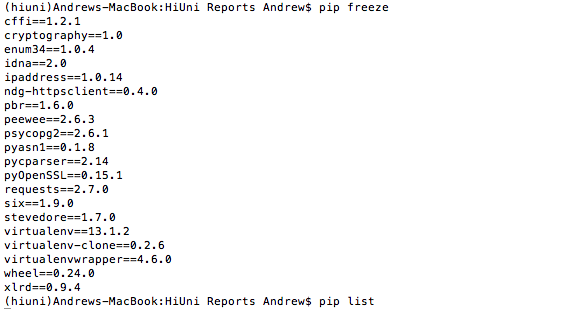 (hiuni)Andrews-MacBook:HiUni Reports Andrew$ pip freeze
cffi==1.2.1
cryptography==1.0
enum34==1.0.4
idna==2.0
ipaddress==1.0.14
ndg-httpsclient==0.4.0
pbr==1.6.0
peewee==2.6.3
psycopg2==2.6.1
pyasn1==0.1.8
pycparser==2.14
pyOpenSSL==0.15.1
requests==2.7.0
six==1.9.0
stevedore==1.7.0
virtualenv==13.1.2
virtualenv-clone==0.2.6
virtualenvwrapper==4.6.0
wheel==0.24.0
xlrd==0.9.4
(hiuni)Andrews-MacBook:HiUni Reports Andrew$ pip list